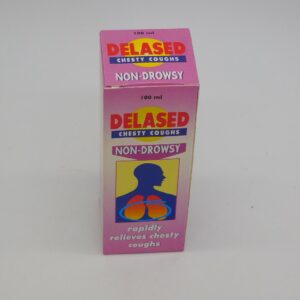 100 ml
DELASED
CHESTY COUGHS
NON-DROWSY
100 ml
DELASED
CHESTY COUGHS
NON-DROWSY
rapidly
relieves chesty
coughs